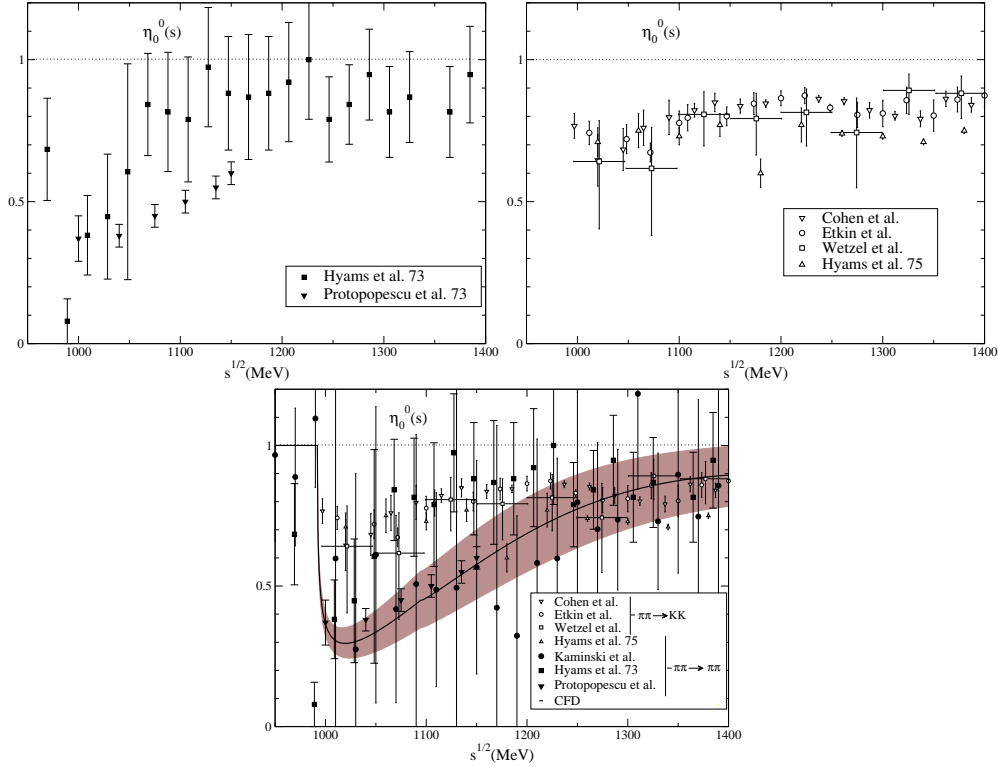 η₀⁰(s)
1
0.5
0
1000
1100
1200
1300
1400
s^1/2(MeV)
Hyams et al. 73
Protopopescu et al. 73
η₀⁰(s)
1
0.5
0
1000
1100
1200
1300
1400
s^1/2(MeV)
Cohen et al.
Etkin et al.
Wetzel et al.
Hyams et al. 75
η₀⁰(s)
1
0.5
0
1000
1100
1200
1300
1400
s^1/2(MeV)
Cohen et al.
Etkin et al.
Wetzel et al.
Hyams et al. 75
Kaminski et al.
Hyams et al. 73
Protopopescu et al.
CFD
ππ→KK
ππ→ππ